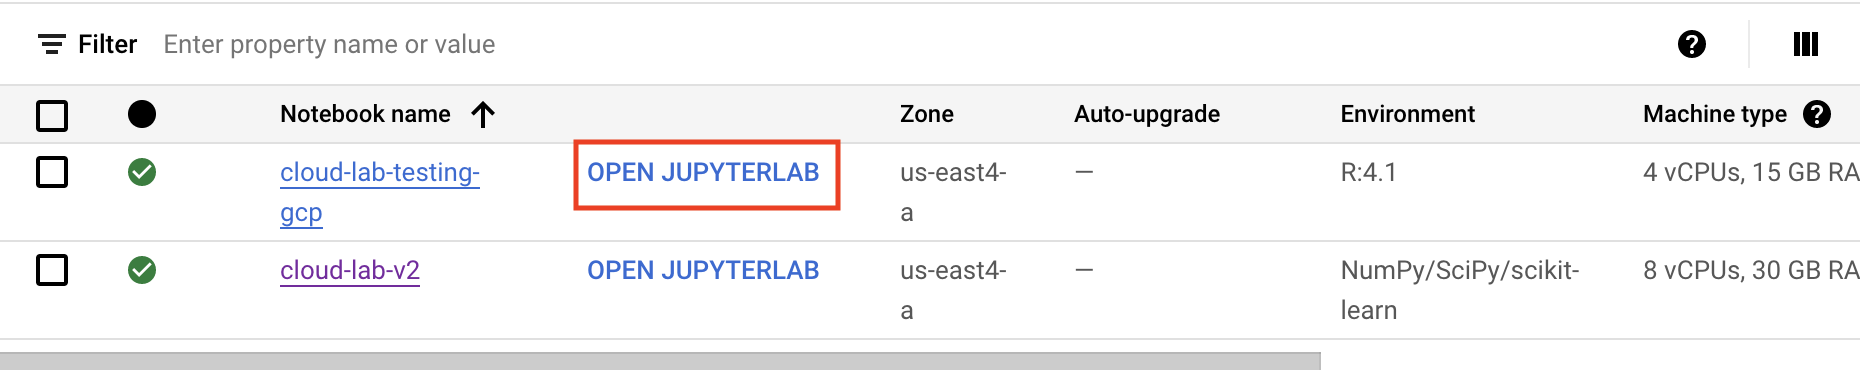 Filter Enter property name or value
Notebook name Zone Auto-upgrade Environment Machine type
cloud-lab-testing- OPEN JUPYTERLAB us-east4- — R:4.1 4 vCPUs, 15 GB RA
gcp a
cloud-lab-v2 OPEN JUPYTERLAB us-east4- — NumPy/SciPy/scikit- 8 vCPUs, 30 GB RA
a learn